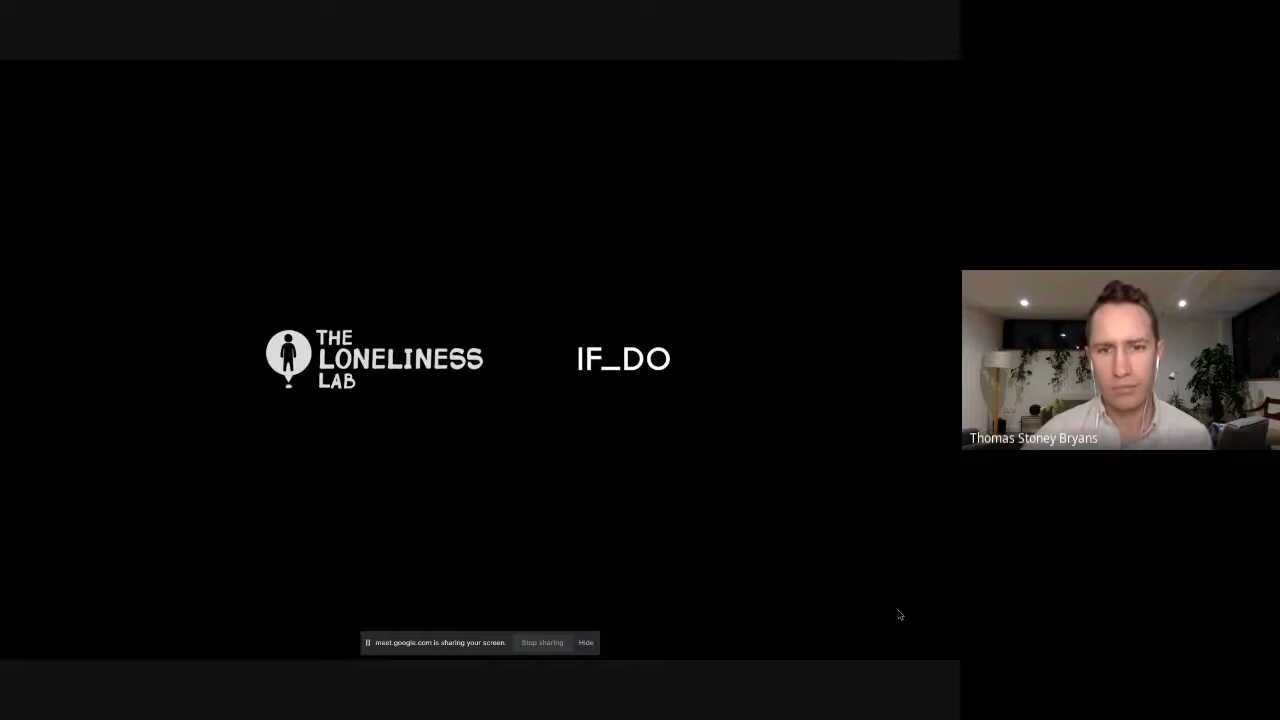 THE
LONELINESS
LAB
IF_DO
Thomas Stoney Bryans
meet.google.com is sharing your screen.
Stop sharing
Hide